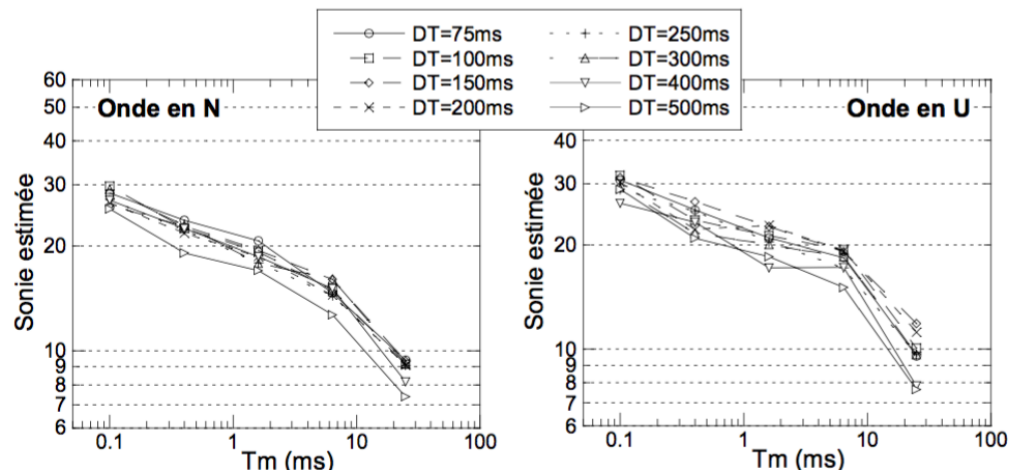 DT=75ms DT=250ms
DT=100ms DT=300ms
DT=150ms DT=400ms
DT=200ms DT=500ms
Onde en N
Sonie estimée
60
50
40
30
20
10
9
8
7
6
0.1 1 10 100
Tm (ms)
Onde en U
Sonie estimée
60
50
40
30
20
10
9
8
7
6
0.1 1 10 100
Tm (ms)